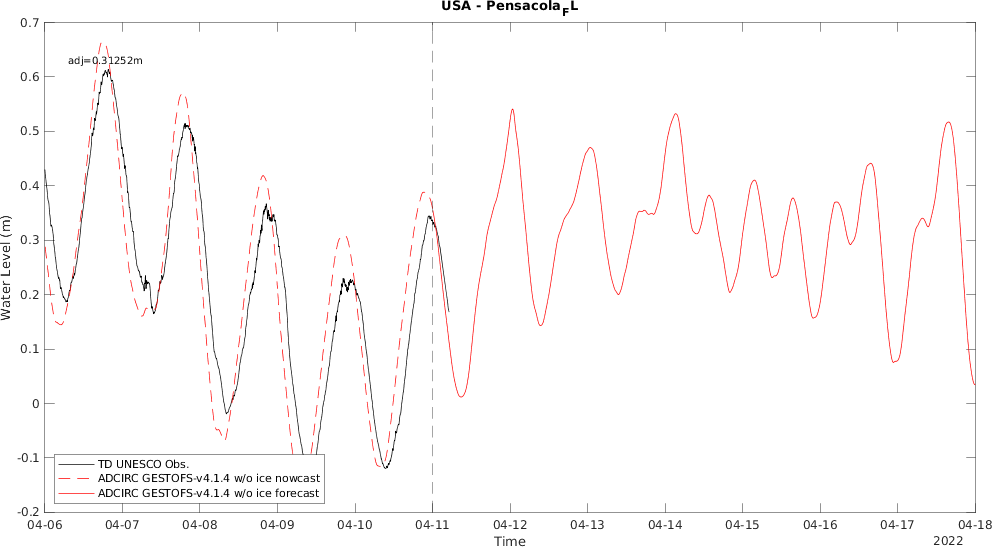 USA - Pensacola_FL
adj=0.31252m
Water Level (m)
0.7
0.6
0.5
0.4
0.3
0.2
0.1
0
-0.1
-0.2
TD UNESCO Obs.
ADCIRC GESTOFS-v4.1.4 w/o ice nowcast
ADCIRC GESTOFS-v4.1.4 w/o ice forecast
04-06 04-07 04-08 04-09 04-10 04-11 04-12 04-13 04-14 04-15 04-16 04-17 04-18
Time
2022